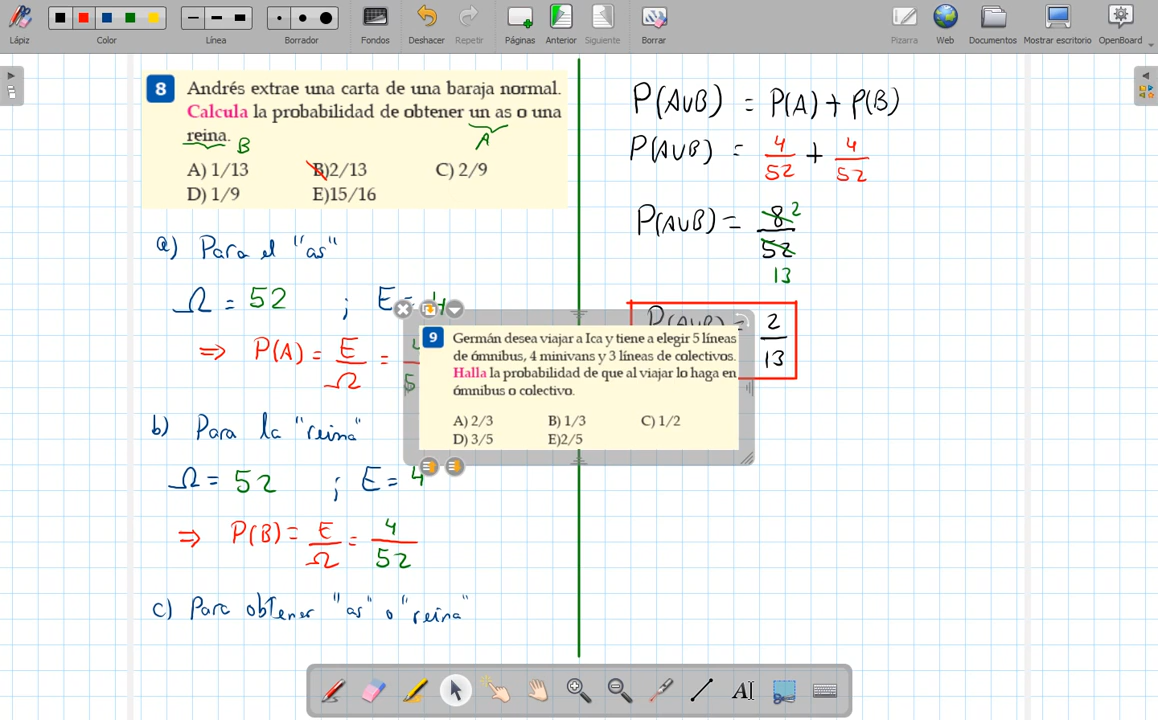 Lápiz
Color
Línea
Borrador
Fondos
Deshacer
Repetir
Páginas
Anterior
Siguiente
Borrar
Pizarra
Web
Documentos
Mostrar escritorio
OpenBoard
8 Andrés extrae una carta de una baraja normal.
Calcula la probabilidad de obtener un as o una
reina. B A
A) 1/13 B) 2/13 C) 2/9
D) 1/9 E)15/16
a) Para el "as"
Ω = 52 ; E = 4
⇒ P(A) = E/Ω = 4/5
b) Para la "reina"
Ω = 52 ; E = 4
⇒ P(B) = E/Ω = 4/52
c) Para obtener "as" o "reina"
P(A∪B) = P(A) + P(B)
P(A∪B) = 4/52 + 4/52
P(A∪B) = 8/52 2 13
P(A∪B) = 2/13
9 Germán desea viajar a Ica y tiene a elegir 5 líneas
de ómnibus, 4 minivans y 3 líneas de colectivos.
Halla la probabilidad de que al viajar lo haga en
ómnibus o colectivo.
A) 2/3 B) 1/3 C) 1/2
D) 3/5 E)2/5
AI